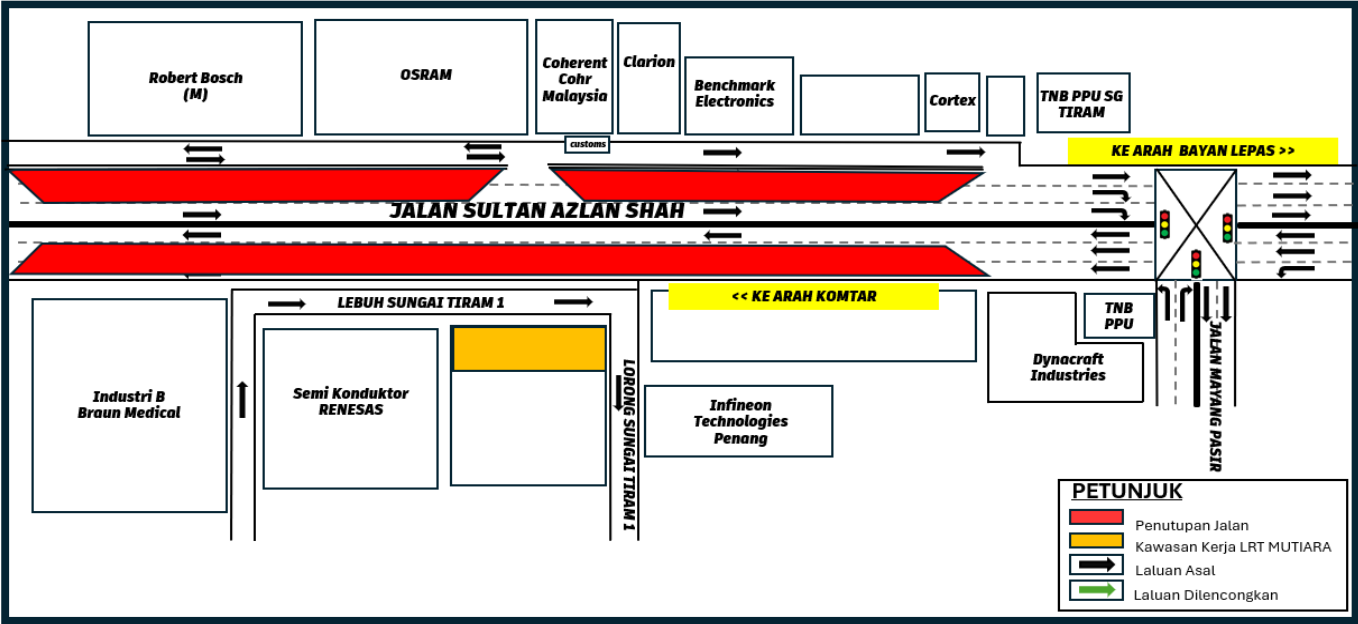 Robert Bosch
(M)
OSRAM
Coherent
Cohr
Malaysia
Clarion
Benchmark
Electronics
Cortex
TNB PPU SG
TIRAM
customs
KE ARAH BAYAN LEPAS >>
JALAN SULTAN AZLAN SHAH
<< KE ARAH KOMTAR
LEBUH SUNGAI TIRAM 1
TNB
PPU
Industri B
Braun Medical
Semi Konduktor
RENESAS
LORONG SUNGAI TIRAM 1
Infineon
Technologies
Penang
Dynacraft
Industries
JALAN MAYANG PASIR
PETUNJUK
Penutupan Jalan
Kawasan Kerja LRT MUTIARA
Laluan Asal
Laluan Dilencongkan